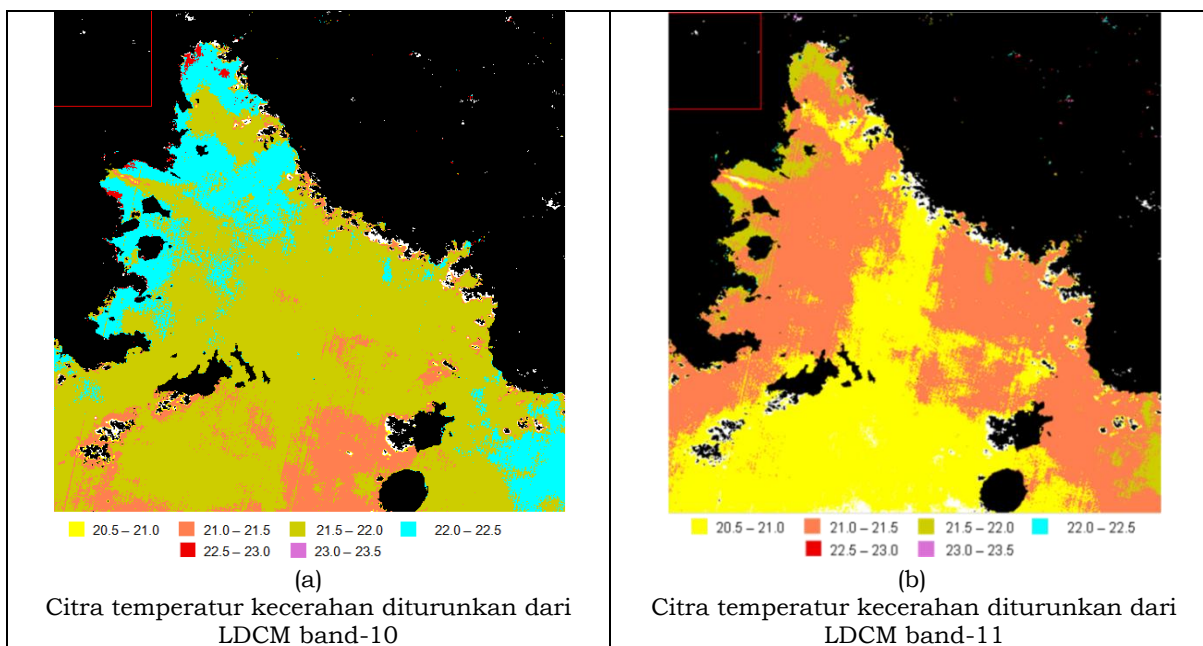 20.5 – 21.0 21.0 – 21.5 21.5 – 22.0 22.0 – 22.5
22.5 – 23.0 23.0 – 23.5
(a)
Citra temperatur kecerahan diturunkan dari
LDCM band-10
20.5 – 21.0 21.0 – 21.5 21.5 – 22.0 22.0 – 22.5
22.5 – 23.0 23.0 – 23.5
(b)
Citra temperatur kecerahan diturunkan dari
LDCM band-11